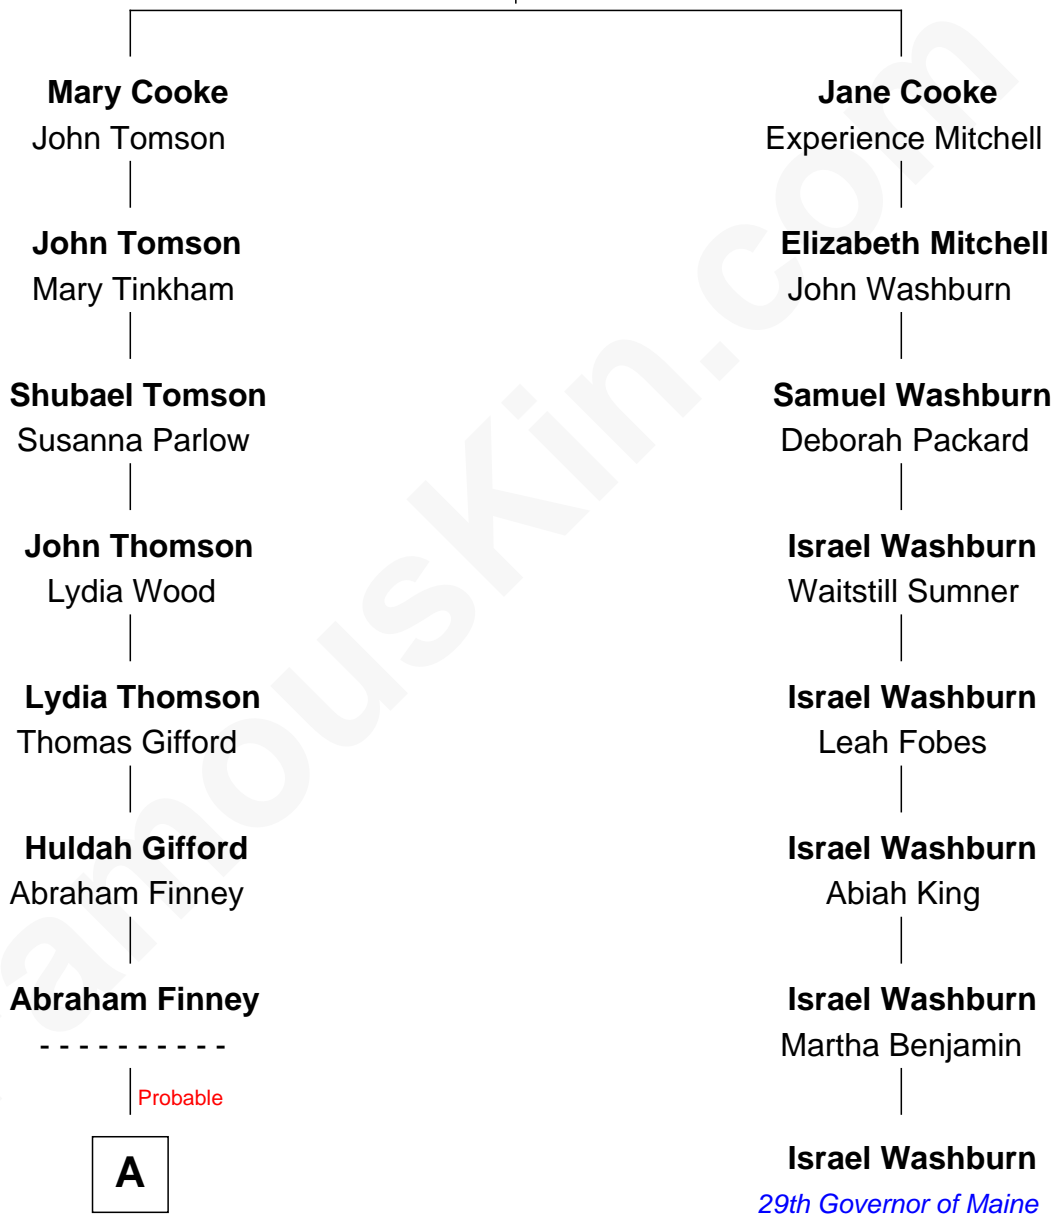 Mary Cooke
John Tomson
John Tomson
Mary Tinkham
Shubael Tomson
Susanna Parlow
John Thomson
Lydia Wood
Lydia Thomson
Thomas Gifford
Huldah Gifford
Abraham Finney
Abraham Finney
- - - - - - - - - -
Probable
A
Jane Cooke
Experience Mitchell
Elizabeth Mitchell
John Washburn
Samuel Washburn
Deborah Packard
Israel Washburn
Waitstill Sumner
Israel Washburn
Leah Fobes
Israel Washburn
Abiah King
Israel Washburn
Martha Benjamin
Israel Washburn
29th Governor of Maine
amousKin.com